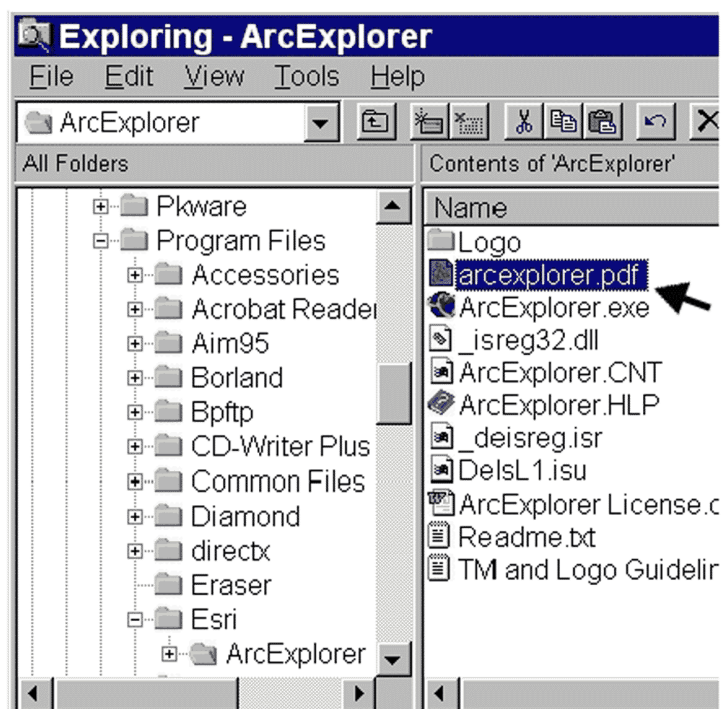 Exploring - ArcExplorer
File Edit View Tools Help
ArcExplorer
All Folders
Contents of 'ArcExplorer'
Pkware
Program Files
Accessories
Acrobat Reader
Aim95
Borland
Bpftp
CD-Writer Plus
Common Files
Diamond
directx
Eraser
Esri
ArcExplorer
Name
Logo
arcexplorer.pdf
ArcExplorer.exe
_isreg32.dll
ArcExplorer.CNT
ArcExplorer.HLP
_deisreg.isr
DelsL1.isu
ArcExplorer License.
Readme.txt
TM and Logo Guidelin